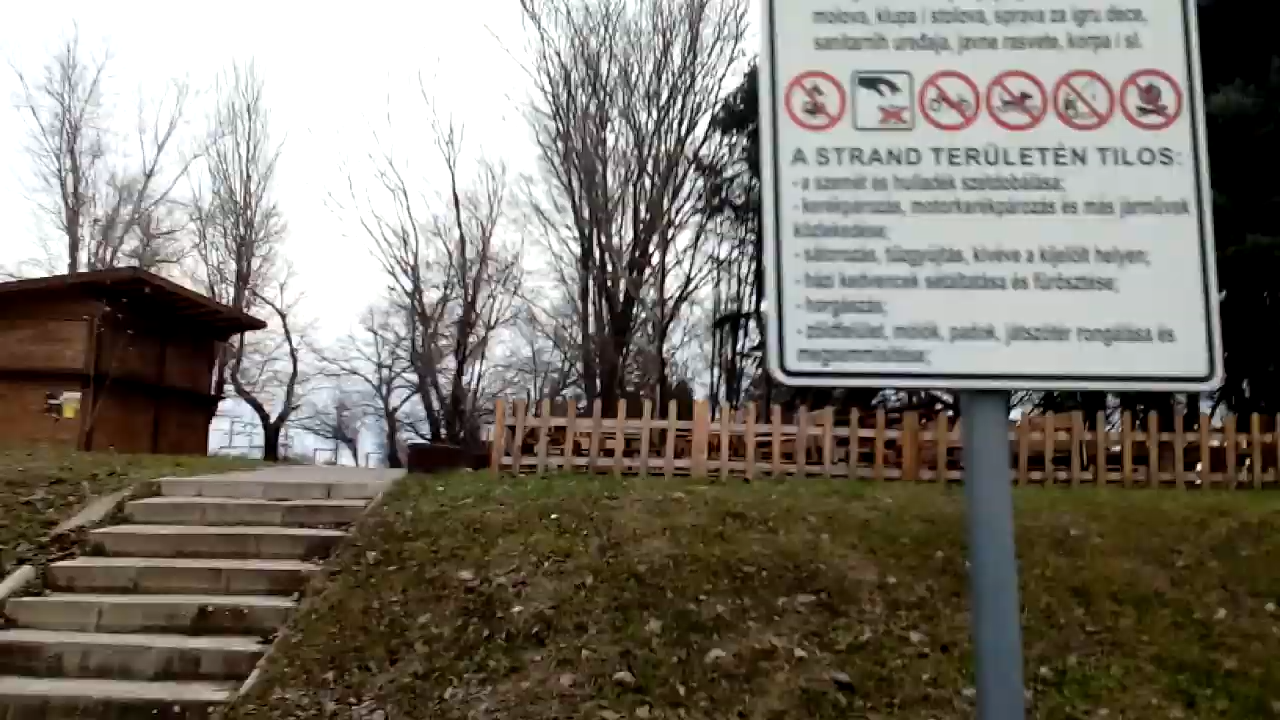 molova, klupa i stolova, sprava za igru dece,
sanitarnih uređaja, javne rasvete, korpa i sl.
A STRAND TERÜLETÉN TILOS:
- a szemét és hulladék szétdobálása;
- kerékpározás, motorkerékpározás és más járművek
közlekedése;
- sátorozás, tűzgyújtás, kivéve a kijelölt helyen;
- házi kedvencek sétáltatása és fürösztése;
- horgászás;
- zöldfelület, mólók, padok, játszótér rongálása és
megsemmisítése;